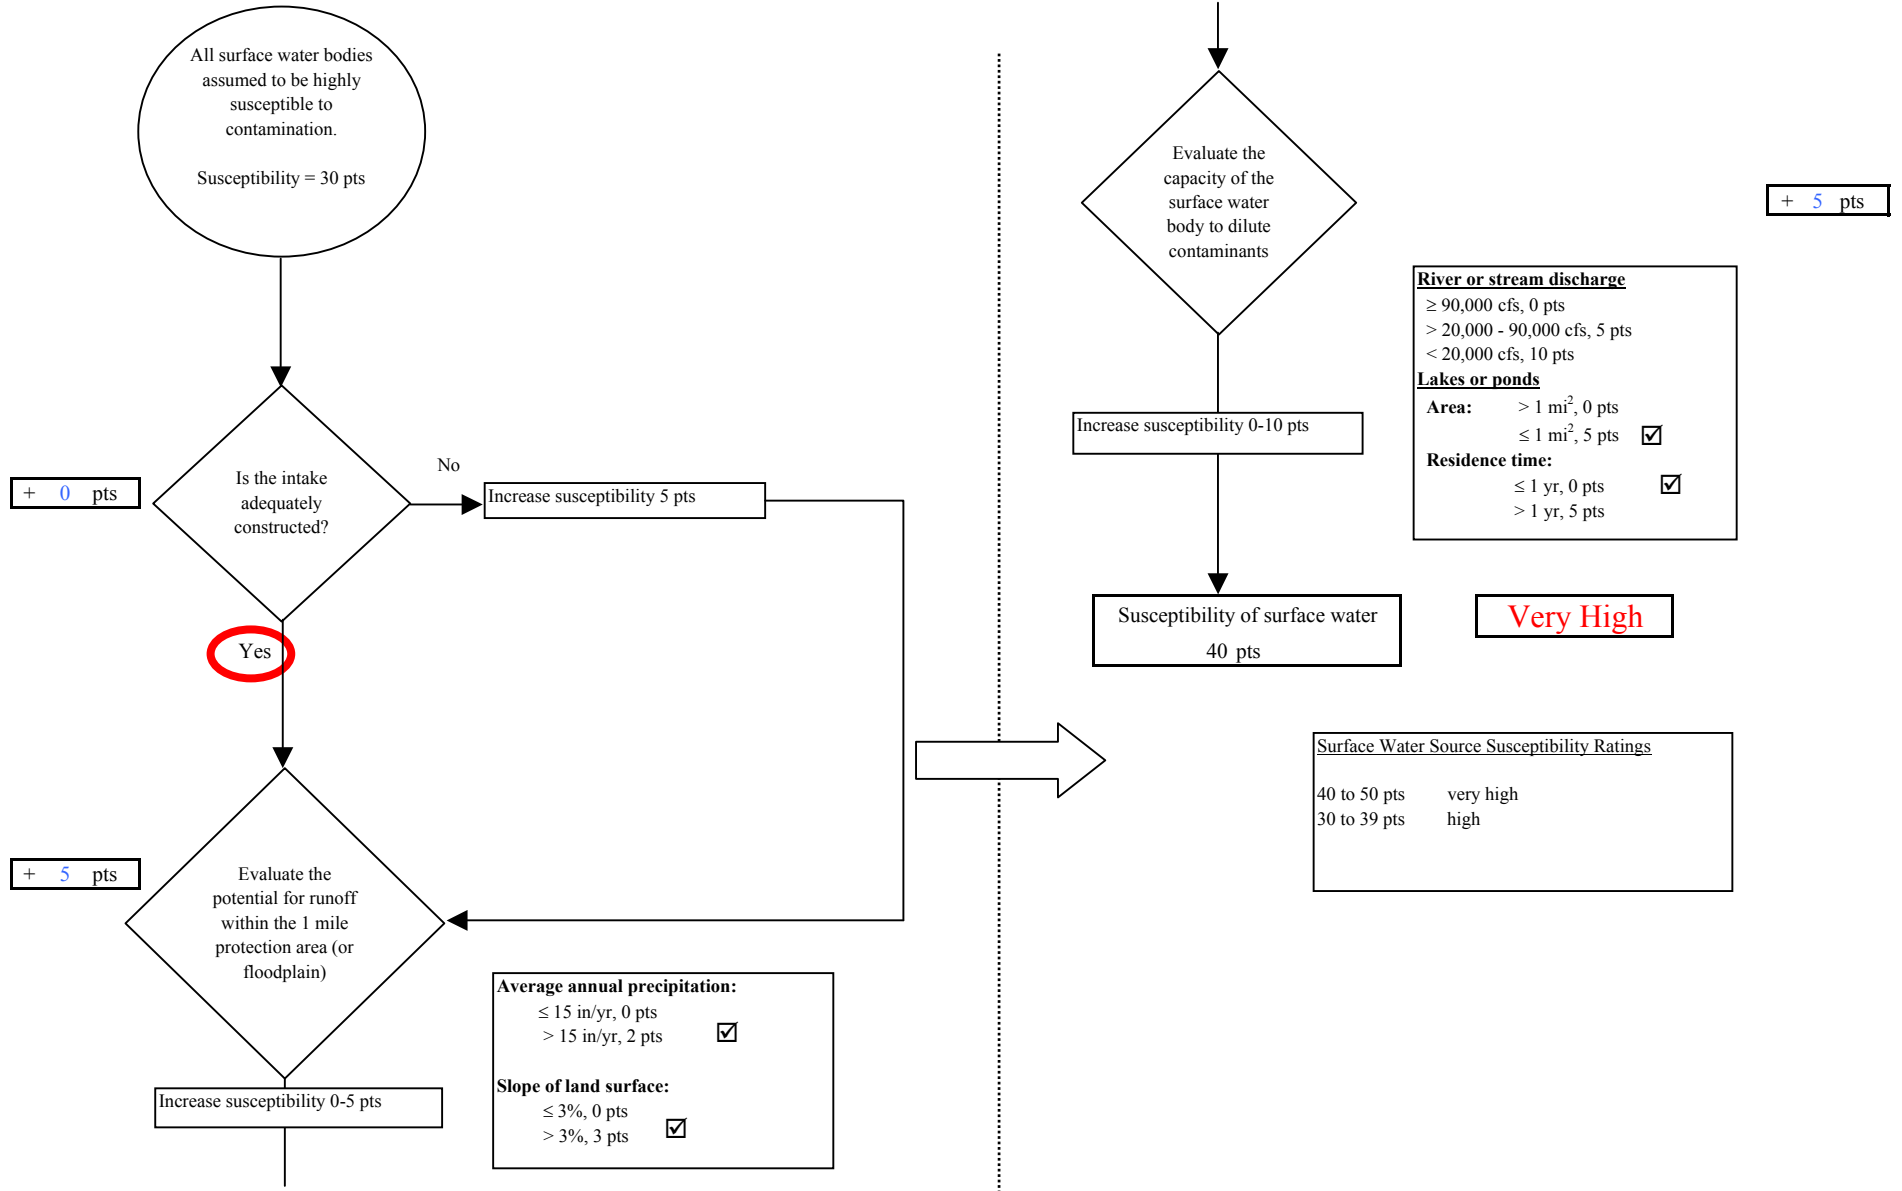 All surface water bodies
assumed to be highly
susceptible to
contamination.
Susceptibility = 30 pts
+ 0 pts
Is the intake
adequately
constructed?
No
Increase susceptibility 5 pts
Yes
+ 5 pts
Evaluate the
potential for runoff
within the 1 mile
protection area (or
floodplain)
Average annual precipitation:
≤ 15 in/yr, 0 pts
> 15 in/yr, 2 pts ☑
Slope of land surface:
≤ 3%, 0 pts
> 3%, 3 pts ☑
Increase susceptibility 0-5 pts
Evaluate the
capacity of the
surface water
body to dilute
contaminants
+ 5 pts
River or stream discharge
≥ 90,000 cfs, 0 pts
> 20,000 - 90,000 cfs, 5 pts
< 20,000 cfs, 10 pts
Lakes or ponds
Area: > 1 mi², 0 pts
≤ 1 mi², 5 pts ☑
Residence time:
≤ 1 yr, 0 pts ☑
> 1 yr, 5 pts
Increase susceptibility 0-10 pts
Susceptibility of surface water
40 pts
Very High
Surface Water Source Susceptibility Ratings
40 to 50 pts very high
30 to 39 pts high